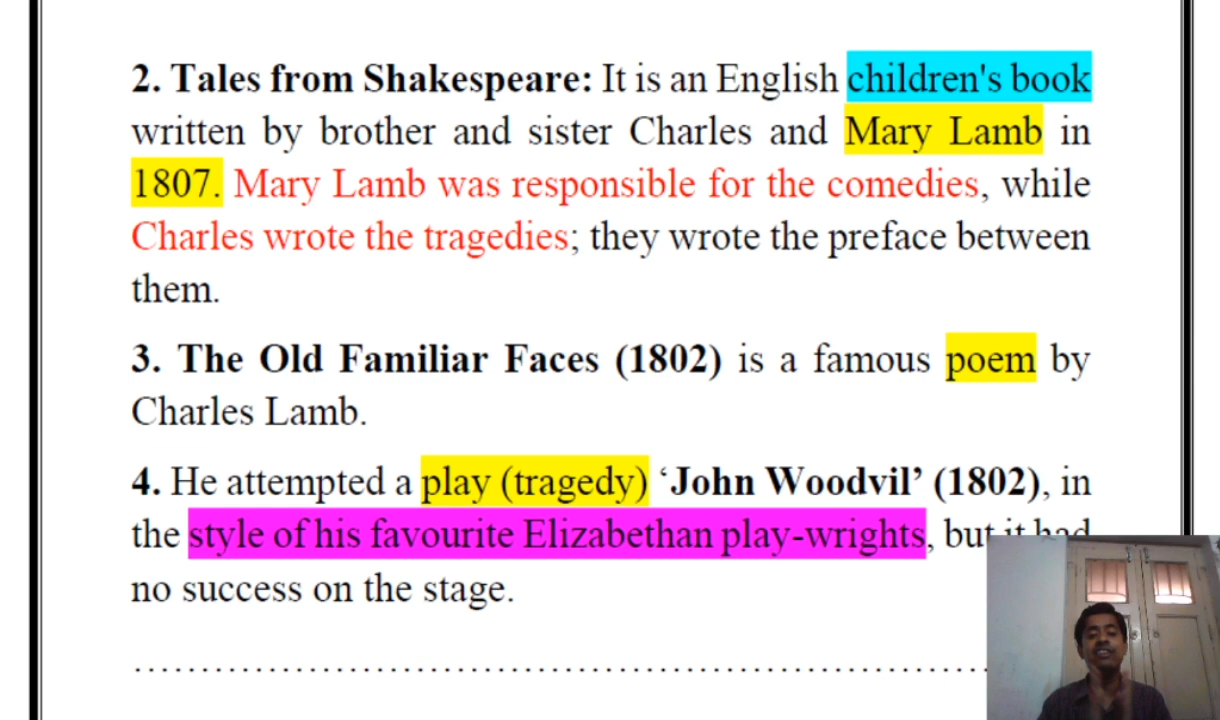 2. Tales from Shakespeare: It is an English children's book
written by brother and sister Charles and Mary Lamb in
1807. Mary Lamb was responsible for the comedies, while
Charles wrote the tragedies; they wrote the preface between
them.
3. The Old Familiar Faces (1802) is a famous poem by
Charles Lamb.
4. He attempted a play (tragedy) ‘John Woodvil’ (1802), in
the style of his favourite Elizabethan play-wrights, but it had
no success on the stage.